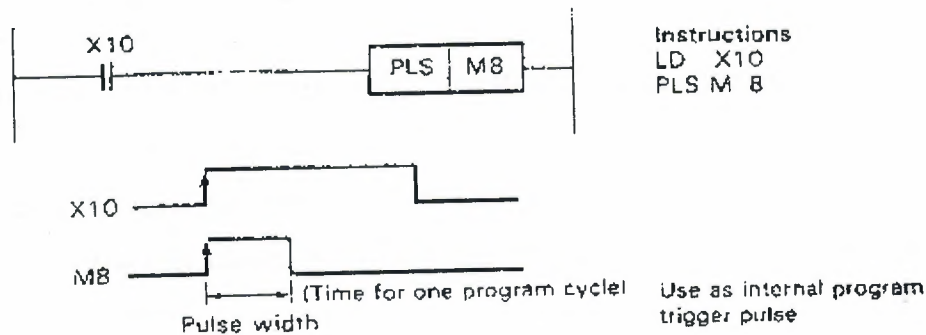 X10
PLS M8
Instructions
LD X10
PLS M 8
X10
M8
(Time for one program cycle)
Pulse width
Use as internal program
trigger pulse